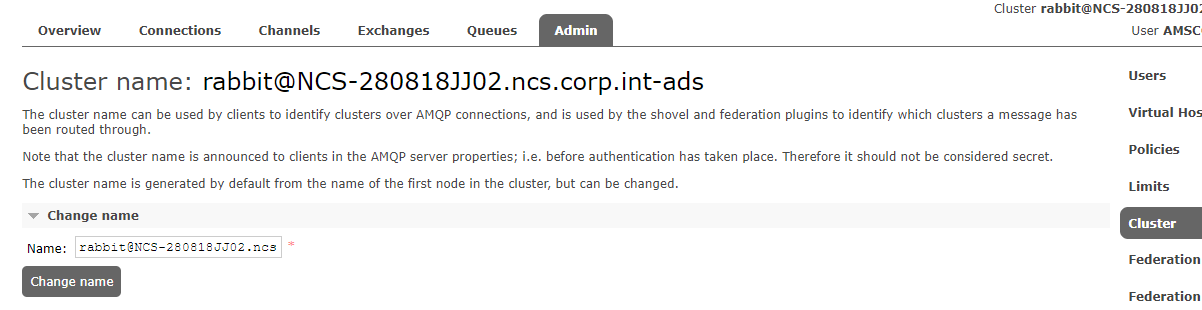 Cluster rabbit@NCS-280818JJ02
Overview Connections Channels Exchanges Queues Admin
User AMSC
Cluster name: rabbit@NCS-280818JJ02.ncs.corp.int-ads
The cluster name can be used by clients to identify clusters over AMQP connections, and is used by the shovel and federation plugins to identify which clusters a message has
been routed through.
Note that the cluster name is announced to clients in the AMQP server properties; i.e. before authentication has taken place. Therefore it should not be considered secret.
The cluster name is generated by default from the name of the first node in the cluster, but can be changed.
Change name
Name: rabbit@NCS-280818JJ02.ncs *
Change name
Users
Virtual Hos
Policies
Limits
Cluster
Federation
Federation